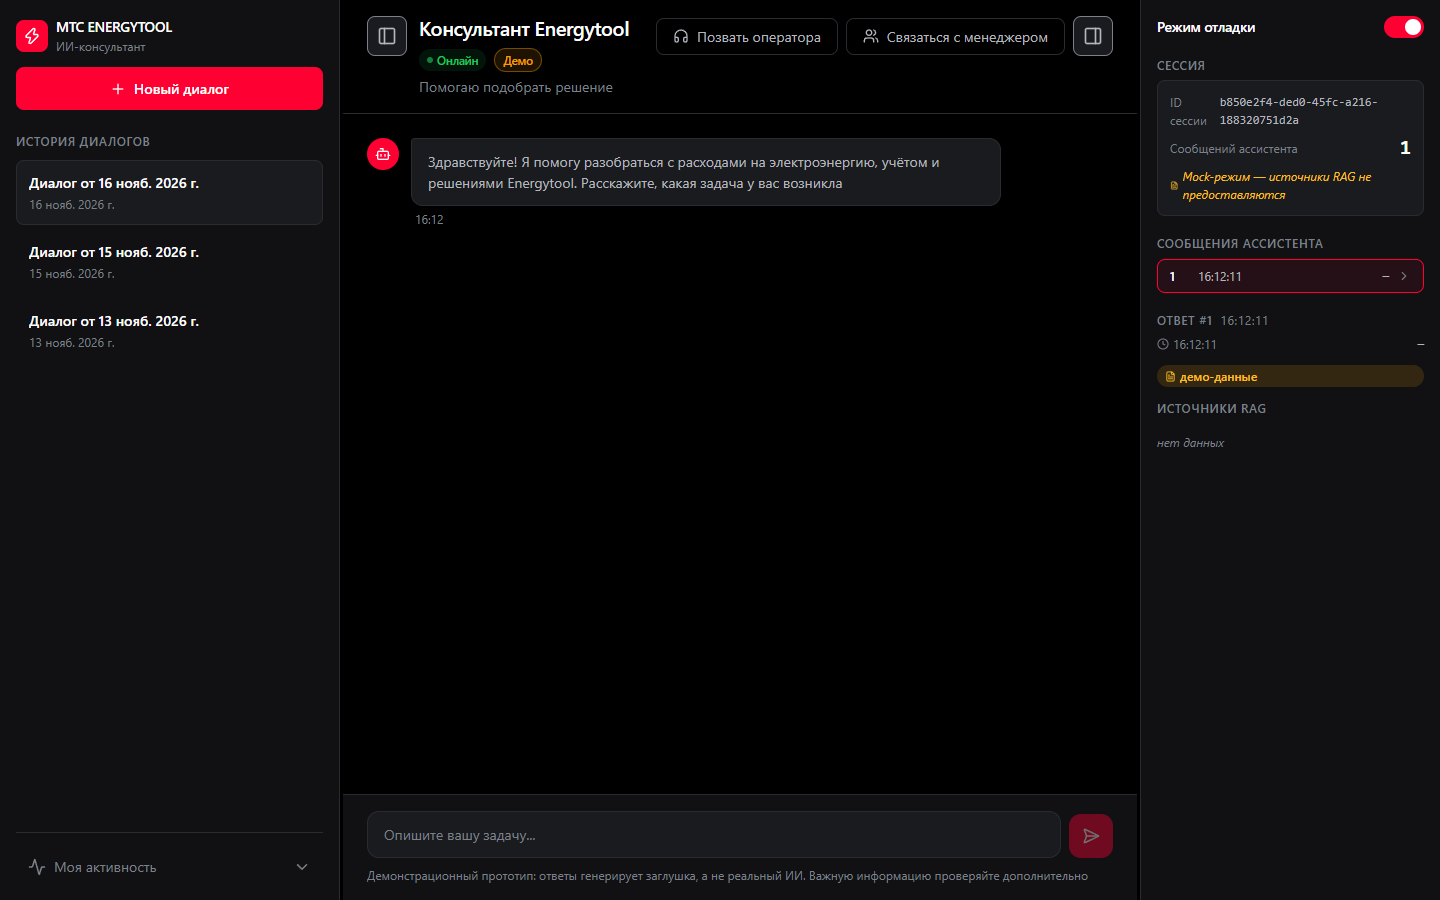 МТС ENERGYTOOL
ИИ-консультант
Новый диалог
ИСТОРИЯ ДИАЛОГОВ
Диалог от 16 нояб. 2026 г.
16 нояб. 2026 г.
Диалог от 15 нояб. 2026 г.
15 нояб. 2026 г.
Диалог от 13 нояб. 2026 г.
13 нояб. 2026 г.
Моя активность
Консультант Energytool
Онлайн
Демо
Помогаю подобрать решение
Позвать оператора
Связаться с менеджером
Здравствуйте! Я помогу разобраться с расходами на электроэнергию, учётом и
решениями Energytool. Расскажите, какая задача у вас возникла
16:12
Опишите вашу задачу...
Демонстрационный прототип: ответы генерирует заглушка, а не реальный ИИ. Важную информацию проверяйте дополнительно
Режим отладки
СЕССИЯ
ID сессии
b850e2f4-ded0-45fc-a216-
188320751d2a
Сообщений ассистента 1
Mock-режим — источники RAG не
предоставляются
СООБЩЕНИЯ АССИСТЕНТА
1 16:12:11 —
ОТВЕТ #1 16:12:11
16:12:11 —
демо-данные
ИСТОЧНИКИ RAG
нет данных